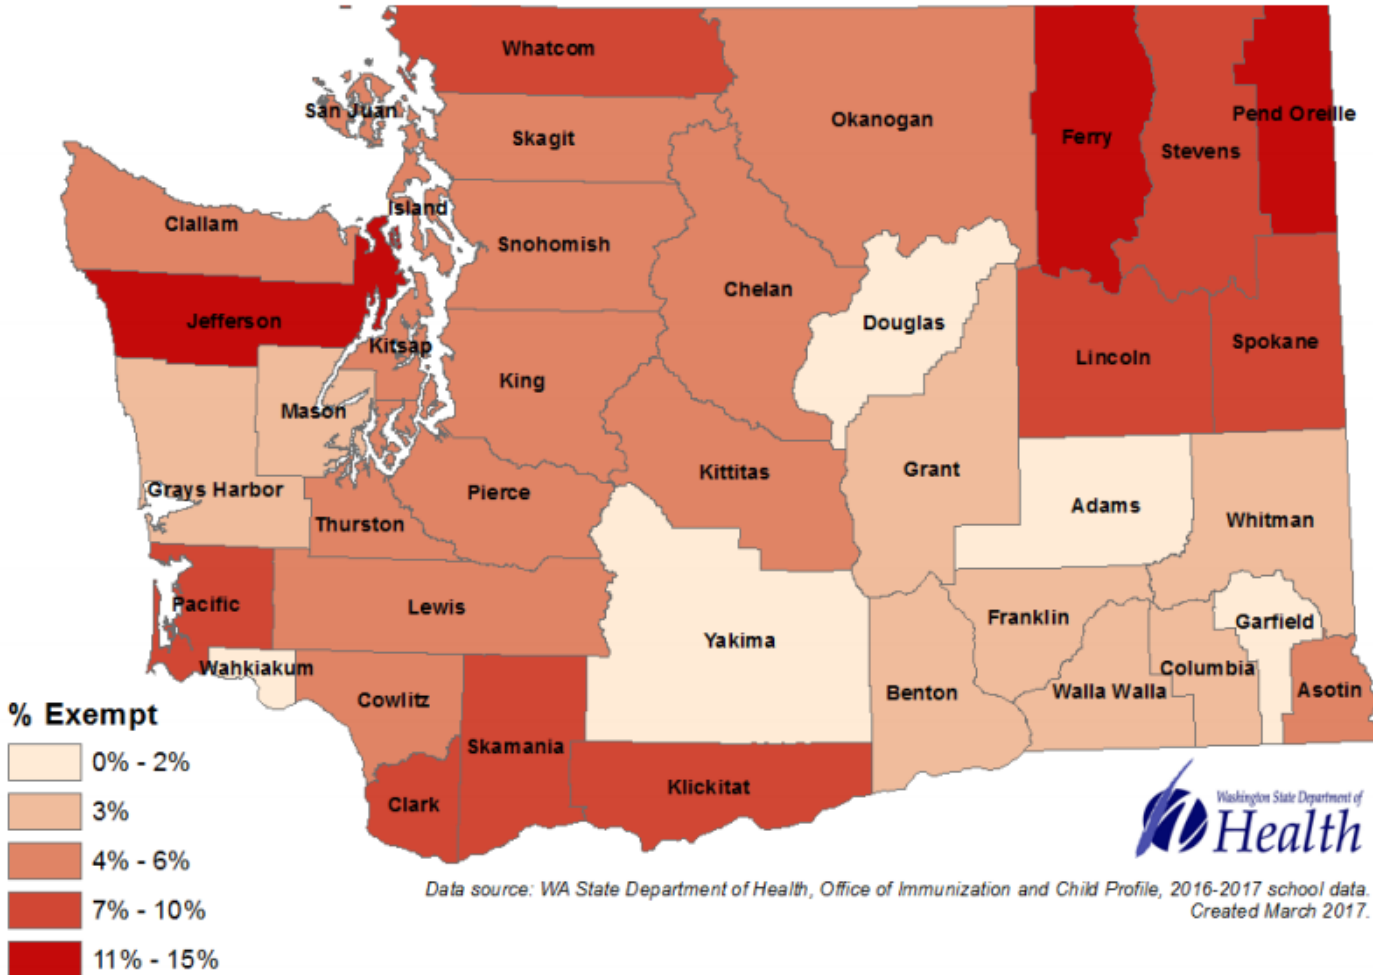 Whatcom
San Juan
Skagit
Okanogan
Ferry
Stevens
Pend Oreille
Island
Clallam
Snohomish
Chelan
Douglas
Jefferson
Kitsap
King
Lincoln
Spokane
Mason
Grays Harbor
Thurston
Pierce
Kittitas
Grant
Adams
Whitman
Pacific
Lewis
Yakima
Franklin
Garfield
Wahkiakum
Cowlitz
Skamania
Benton
Walla Walla
Columbia
Asotin
Clark
Klickitat
% Exempt
0% - 2%
3%
4% - 6%
7% - 10%
11% - 15%
Washington State Department of
Health
Data source: WA State Department of Health, Office of Immunization and Child Profile, 2016-2017 school data.
Created March 2017.